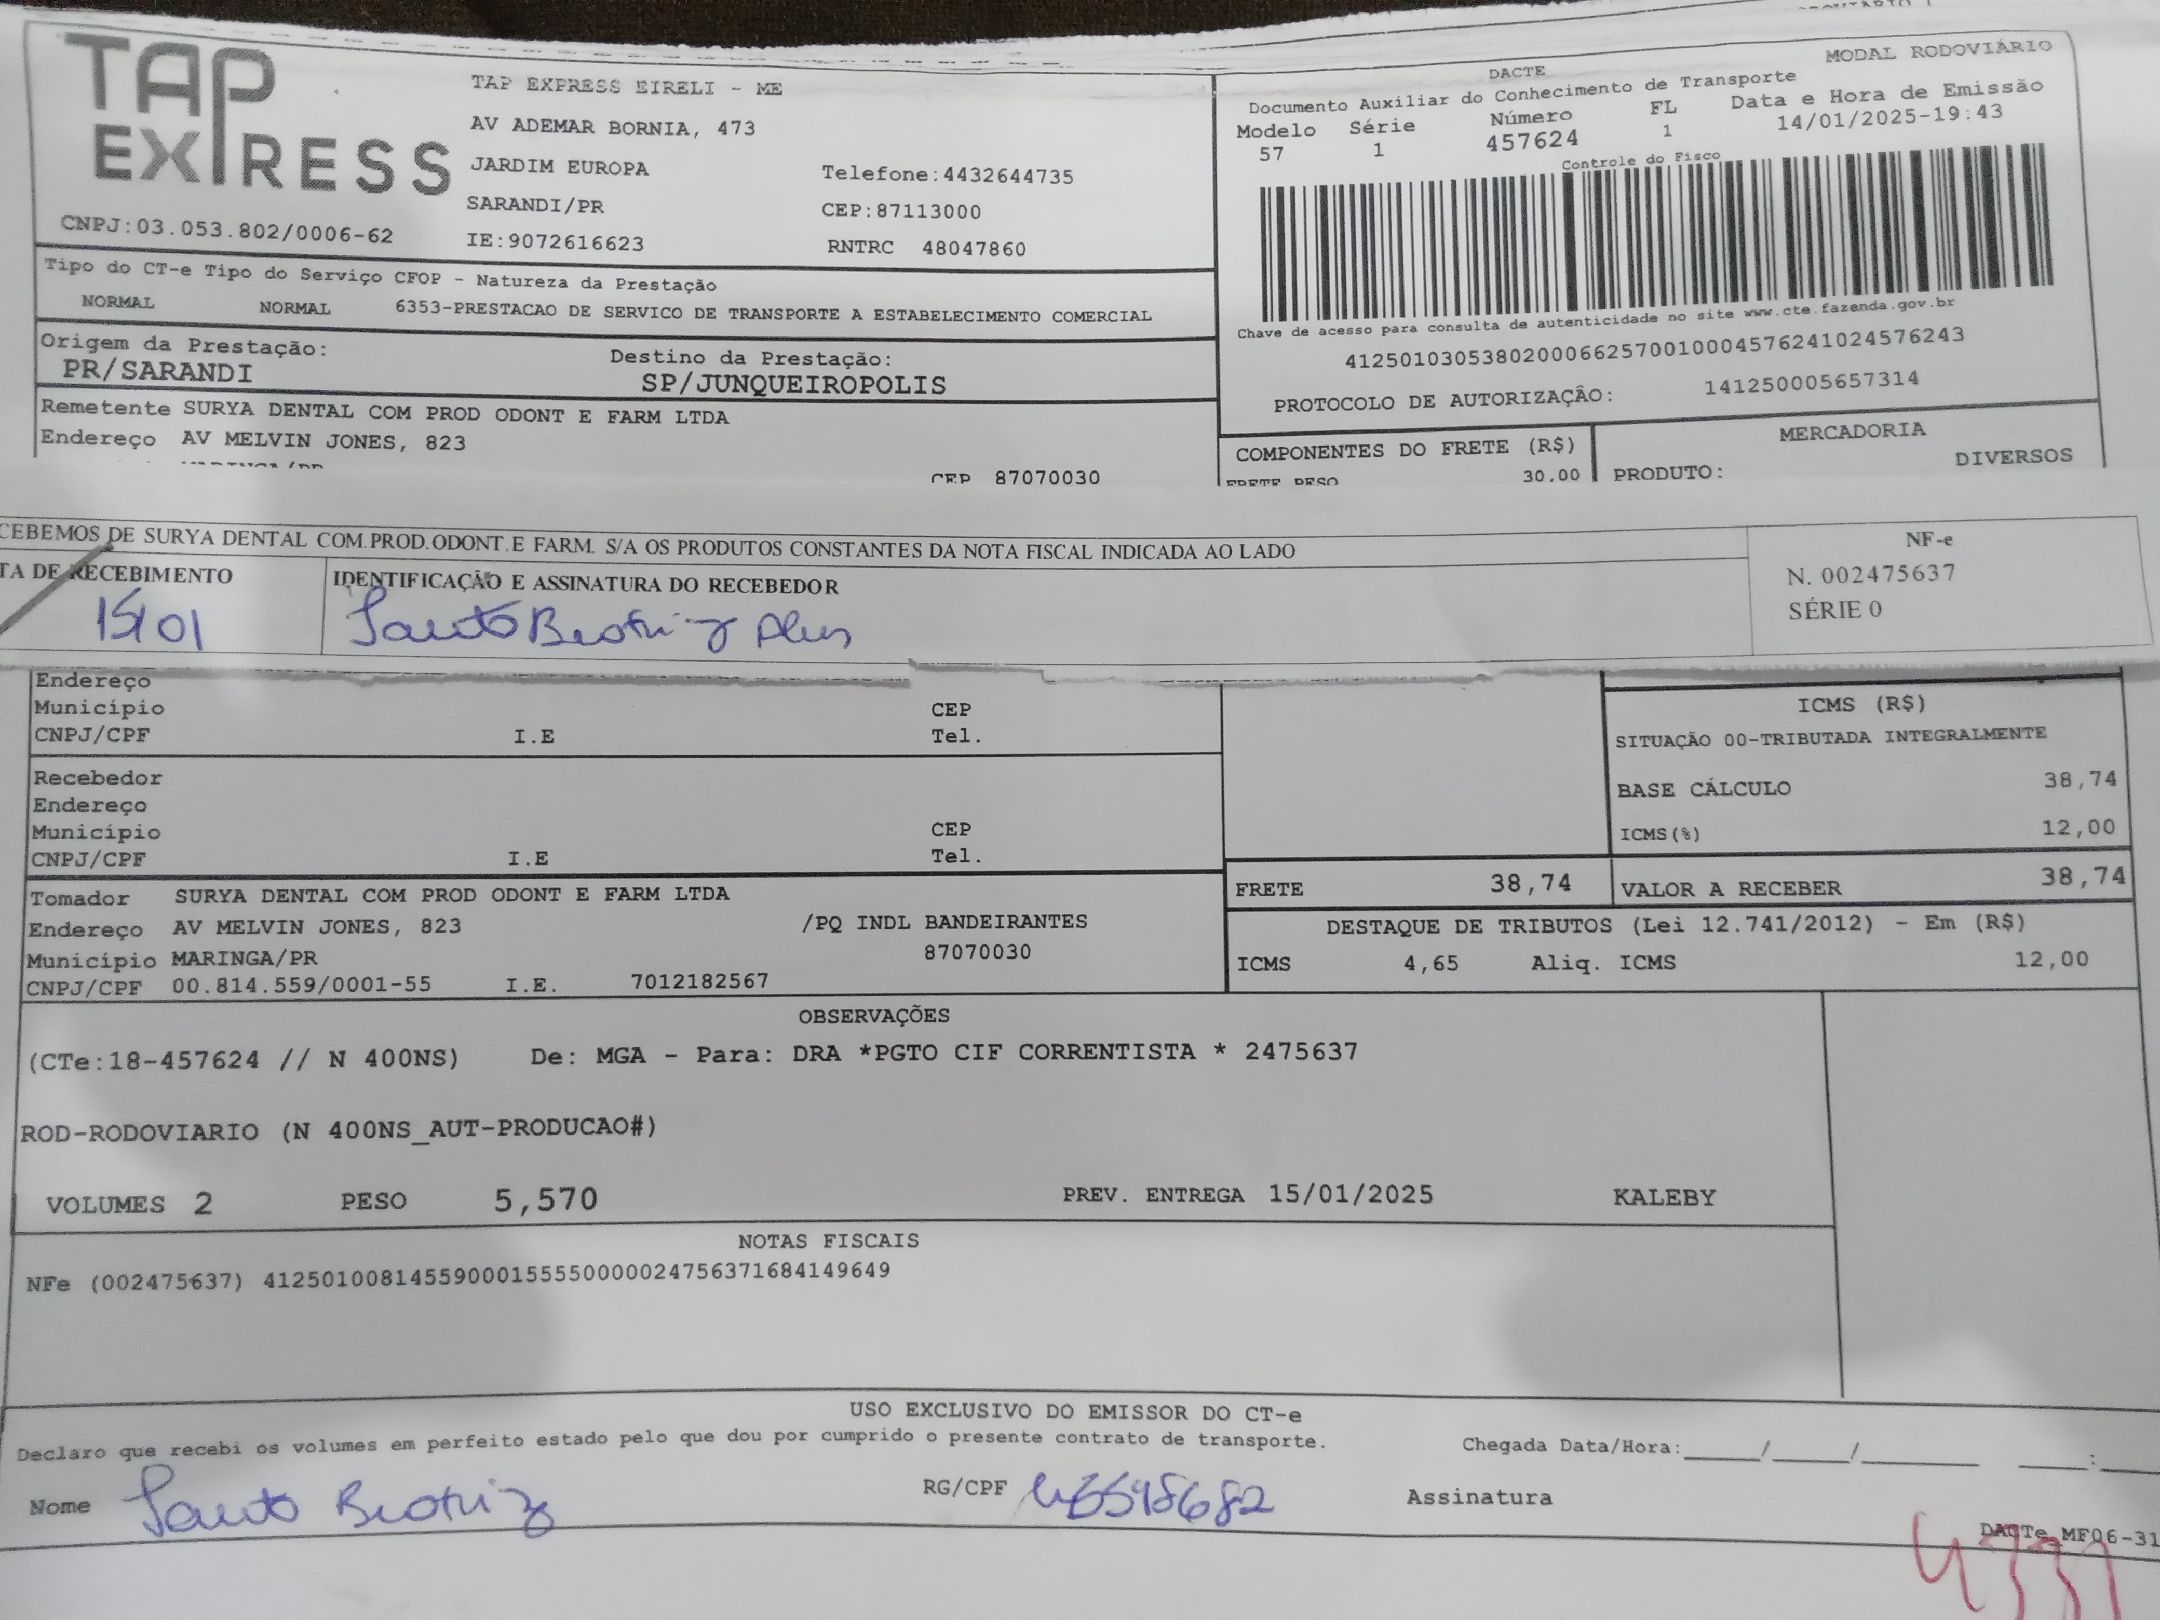 TAP
EXPRESS
TAP EXPRESS EIRELI - ME
AV ADEMAR BORNIA, 473
JARDIM EUROPA
Telefone:4432644735
SARANDI/PR
CEP:87113000
CNPJ:03.053.802/0006-62
IE:9072616623
RNTRC 48047860
MODAL RODOVIÁRIO
DACTE
Documento Auxiliar do Conhecimento de Transporte
Modelo Série Número FL Data e Hora de Emissão
57 1 457624 1 14/01/2025-19:43
Controle do Fisco
Chave de acesso para consulta de autenticidade no site www.cte.fazenda.gov.br
41250103053802000662570010004576241024576243
PROTOCOLO DE AUTORIZAÇÃO: 141250005657314
Tipo do CT-e Tipo do Serviço CFOP - Natureza da Prestação
NORMAL NORMAL 6353-PRESTACAO DE SERVICO DE TRANSPORTE A ESTABELECIMENTO COMERCIAL
Origem da Prestação: Destino da Prestação:
PR/SARANDI SP/JUNQUEIROPOLIS
Remetente SURYA DENTAL COM PROD ODONT E FARM LTDA
Endereço AV MELVIN JONES, 823
CEP 87070030
COMPONENTES DO FRETE (R$)
FRETE PESO 30,00
MERCADORIA
PRODUTO: DIVERSOS
CEBEMOS DE SURYA DENTAL COM.PROD.ODONT.E FARM. S/A OS PRODUTOS CONSTANTES DA NOTA FISCAL INDICADA AO LADO
TA DE RECEBIMENTO
15/01
IDENTIFICAÇÃO E ASSINATURA DO RECEBEDOR
NF-e
N. 002475637
SÉRIE 0
Endereço
Município CEP
CNPJ/CPF I.E Tel.
Recebedor
Endereço
Município CEP
CNPJ/CPF I.E Tel.
ICMS (R$)
SITUAÇÃO 00-TRIBUTADA INTEGRALMENTE
BASE CÁLCULO 38,74
ICMS(%) 12,00
FRETE 38,74 VALOR A RECEBER 38,74
Tomador SURYA DENTAL COM PROD ODONT E FARM LTDA
Endereço AV MELVIN JONES, 823 /PQ INDL BANDEIRANTES
Município MARINGA/PR 87070030
CNPJ/CPF 00.814.559/0001-55 I.E. 7012182567
DESTAQUE DE TRIBUTOS (Lei 12.741/2012) - Em (R$)
ICMS 4,65 Aliq. ICMS 12,00
OBSERVAÇÕES
(CTe:18-457624 // N 400NS) De: MGA - Para: DRA *PGTO CIF CORRENTISTA * 2475637
ROD-RODOVIARIO (N 400NS_AUT-PRODUCAO#)
VOLUMES 2 PESO 5,570 PREV. ENTREGA 15/01/2025 KALEBY
NOTAS FISCAIS
NFe (002475637) 41250100814559000155550000024756371684149649
USO EXCLUSIVO DO EMISSOR DO CT-e
Declaro que recebi os volumes em perfeito estado pelo que dou por cumprido o presente contrato de transporte.
Chegada Data/Hora:_____/_____/________ ____:____
Nome
RG/CPF
Assinatura
DACTe MF06-31